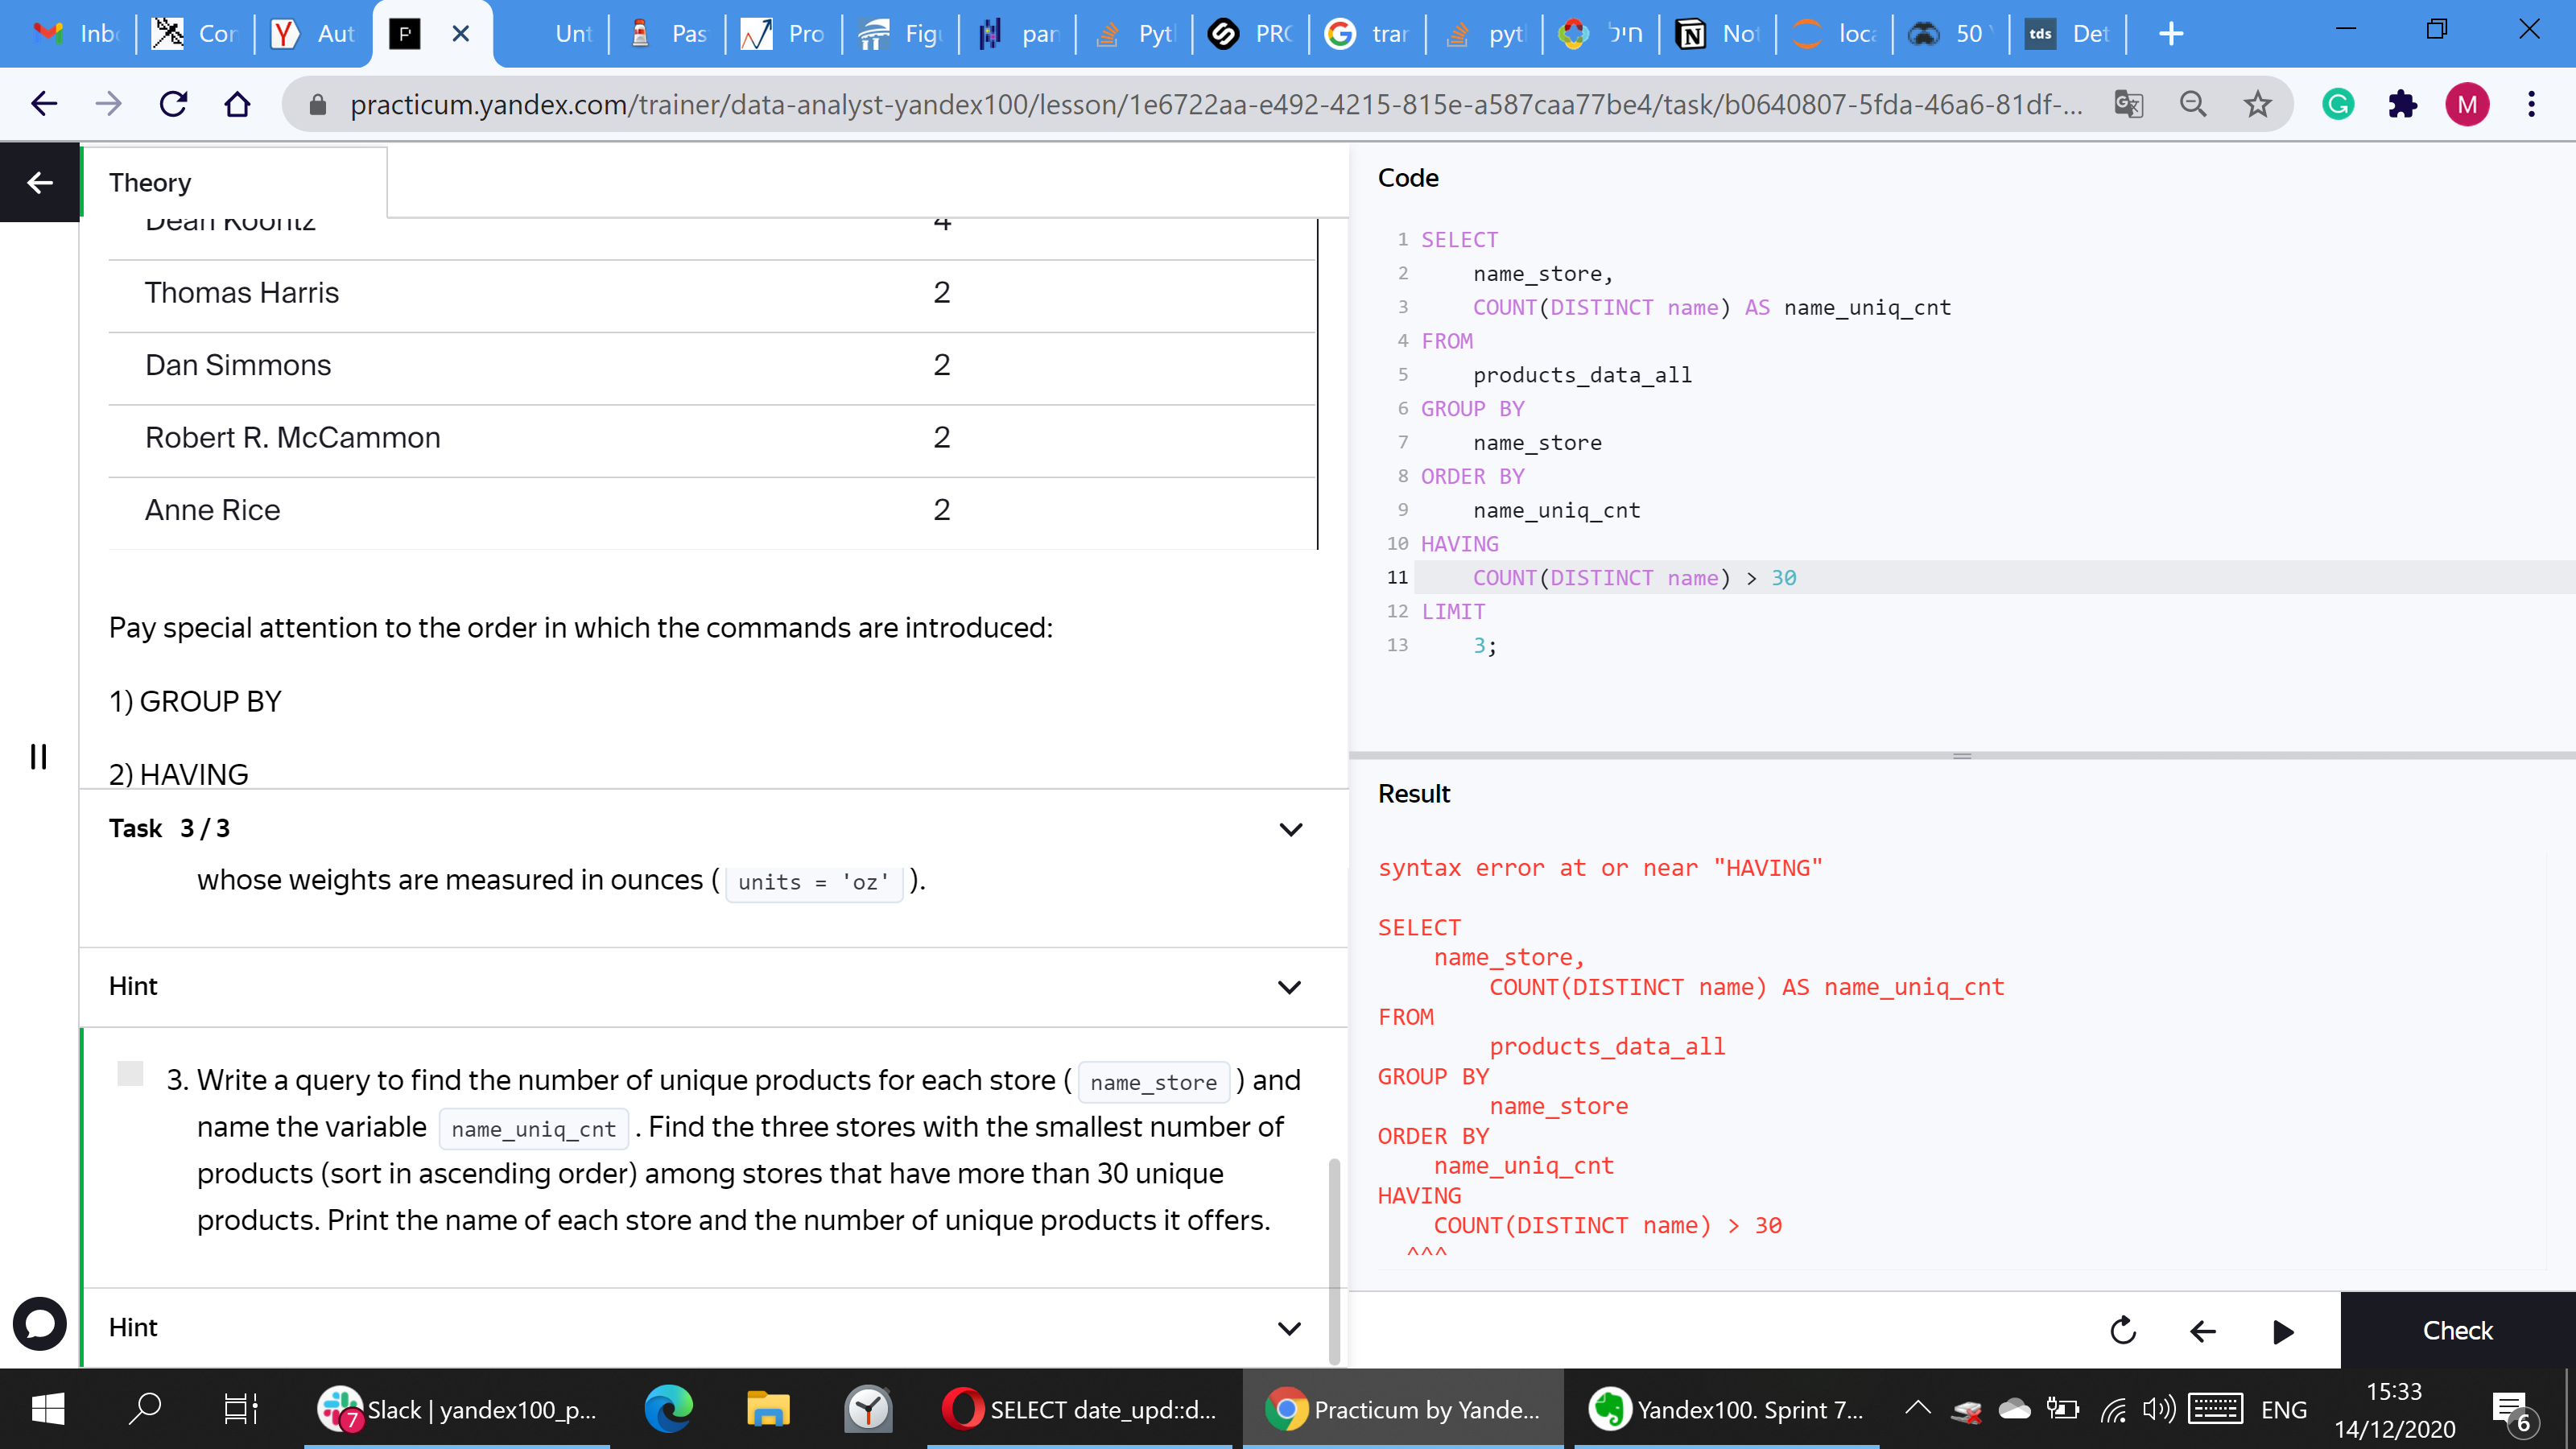 Inb
Con
Aut
Unt
Pas
Pro
Figu
pan
Pyt
PRO
tran
pyt
חיל
Not
loca
50
tds Det
practicum.yandex.com/trainer/data-analyst-yandex100/lesson/1e6722aa-e492-4215-815e-a587caa77be4/task/b0640807-5fda-46a6-81df-...
M
Theory
Dean Koontz 4
Thomas Harris 2
Dan Simmons 2
Robert R. McCammon 2
Anne Rice 2
Pay special attention to the order in which the commands are introduced:
1) GROUP BY
2) HAVING
Task 3 / 3
whose weights are measured in ounces ( units = 'oz' ).
Hint
3. Write a query to find the number of unique products for each store ( name_store ) and
name the variable name_uniq_cnt . Find the three stores with the smallest number of
products (sort in ascending order) among stores that have more than 30 unique
products. Print the name of each store and the number of unique products it offers.
Hint
Code
1 SELECT
2 name_store,
3 COUNT(DISTINCT name) AS name_uniq_cnt
4 FROM
5 products_data_all
6 GROUP BY
7 name_store
8 ORDER BY
9 name_uniq_cnt
10 HAVING
11 COUNT(DISTINCT name) > 30
12 LIMIT
13 3;
Result
syntax error at or near "HAVING"
SELECT
name_store,
COUNT(DISTINCT name) AS name_uniq_cnt
FROM
products_data_all
GROUP BY
name_store
ORDER BY
name_uniq_cnt
HAVING
COUNT(DISTINCT name) > 30
^^^
Check
7 Slack | yandex100_p...
SELECT date_upd::d...
Practicum by Yande...
Yandex100. Sprint 7...
ENG
15:33
14/12/2020
6